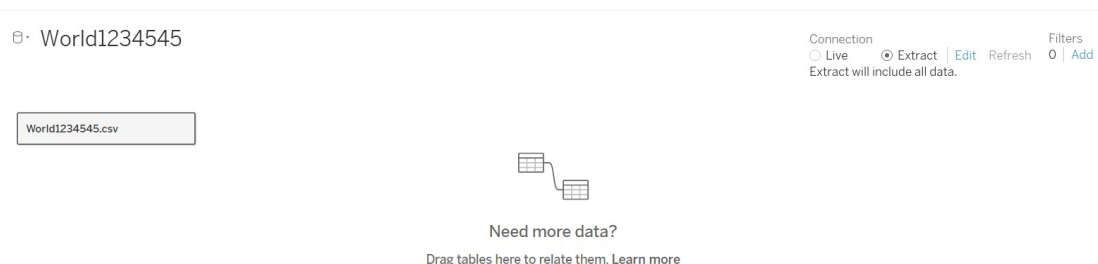 World1234545
Connection
Filters
Live Extract Edit Refresh 0 Add
Extract will include all data.
World1234545.csv
Need more data?
Drag tables here to relate them. Learn more